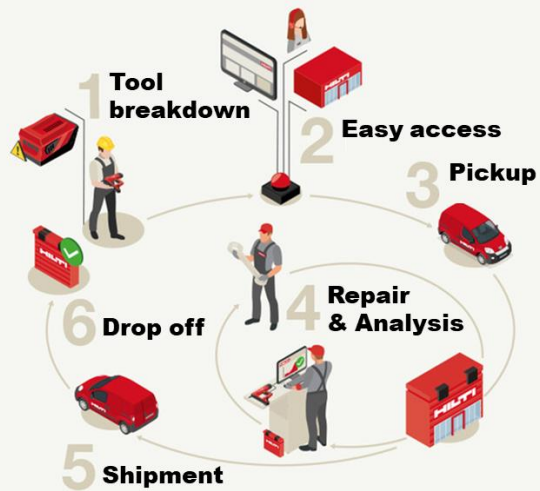 1 Tool
breakdown
HILTI
2 Easy access
3 Pickup
HILTI
4 Repair
& Analysis
HILTI
6 Drop off
HILTI
5 Shipment